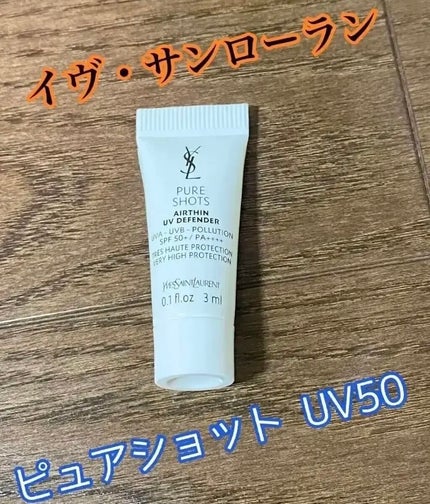 イヴ・サンローラン
YSL
PURE
SHOTS
AIRTHIN
UV DEFENDER
UVA - UVB - POLLUTION
SPF 50+ / PA++++
TRÈS HAUTE PROTECTION
VERY HIGH PROTECTION
YVESSAINTLAURENT
0.1 fl.oz 3 ml
ピュアショット UV50